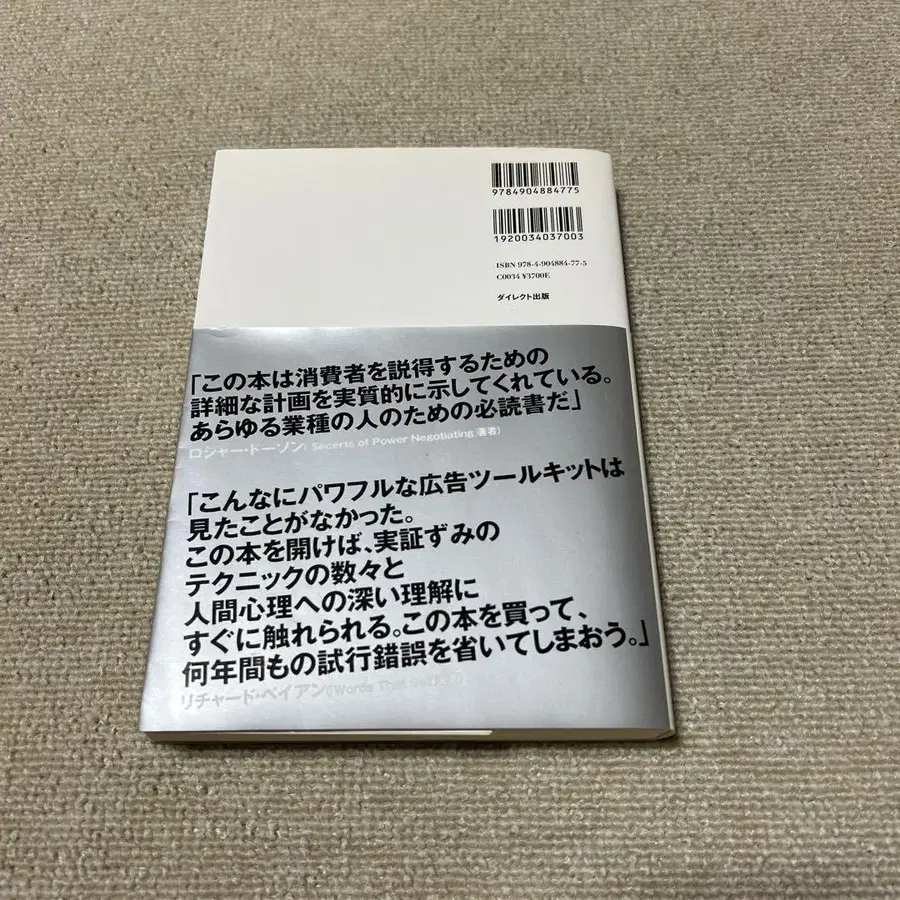 9784904884775
1920034037003
ISBN 978-4-904884-77-5
C0034 ¥3700E
ダイレクト出版
「この本は消費者を説得するための
詳細な計画を実質的に示してくれている。
あらゆる業種の人のための必読書だ」
ロジャー・ドーソン( Secerts of Power Negotiating 著者)
「こんなにパワフルな広告ツールキットは
見たことがなかった。
この本を開けば、実証ずみの
テクニックの数々と
人間心理への深い理解に
すぐに触れられる。この本を買って、
何年間もの試行錯誤を省いてしまおう。」
リチャード・ベイアン(Words That